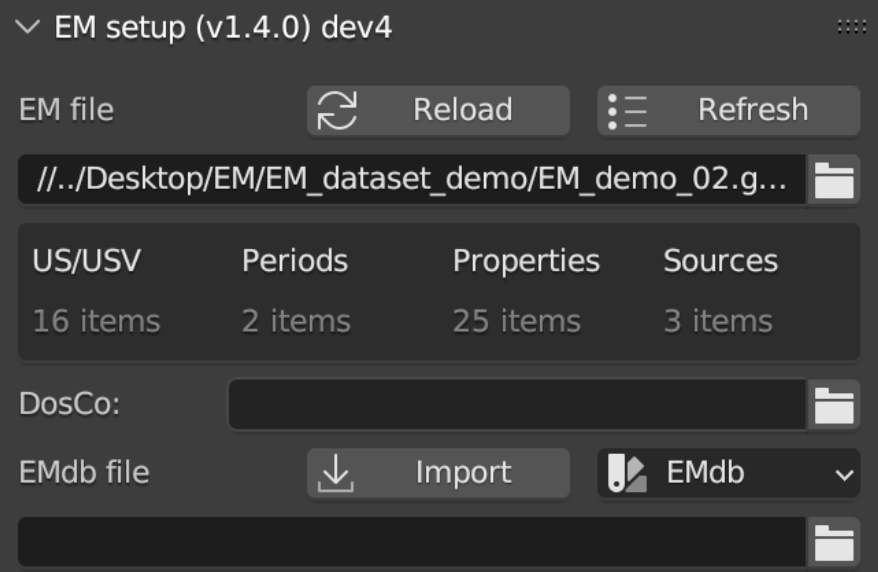 EM setup (v1.4.0) dev4
EM file Reload Refresh
//../Desktop/EM/EM_dataset_demo/EM_demo_02.g...
US/USV Periods Properties Sources
16 items 2 items 25 items 3 items
DosCo:
EMdb file Import EMdb